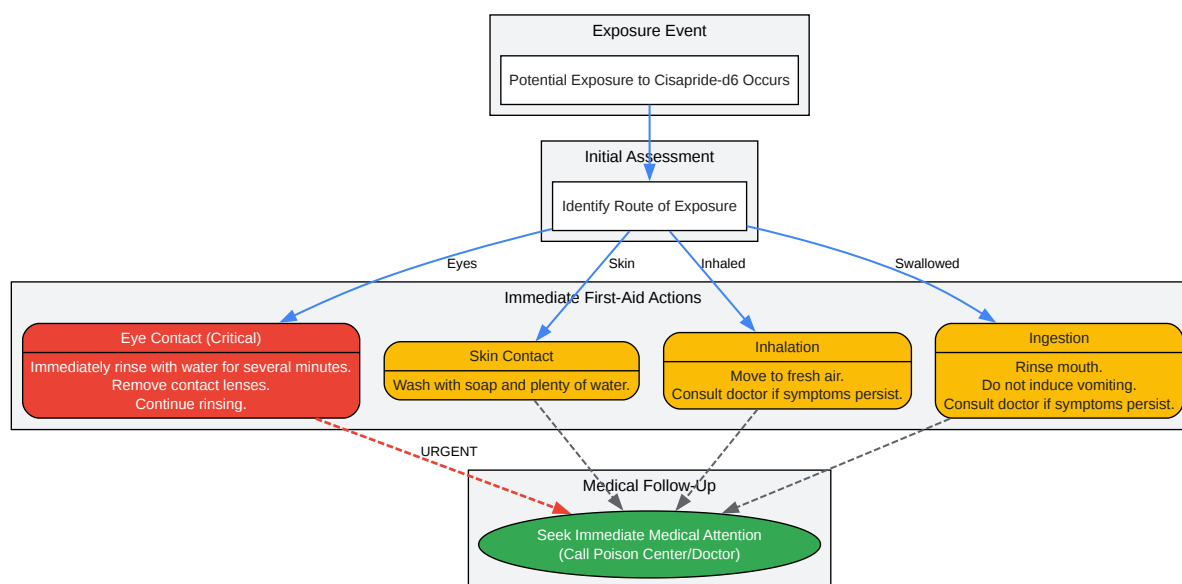 Exposure Event
Potential Exposure to Cisapride-d6 Occurs
Initial Assessment
Identify Route of Exposure
Eyes
Skin
Inhaled
Swallowed
Immediate First-Aid Actions
Eye Contact (Critical)
Immediately rinse with water for several minutes.
Remove contact lenses.
Continue rinsing.
Skin Contact
Wash with soap and plenty of water.
Inhalation
Move to fresh air.
Consult doctor if symptoms persist.
Ingestion
Rinse mouth.
Do not induce vomiting.
Consult doctor if symptoms persist.
URGENT
Medical Follow-Up
Seek Immediate Medical Attention
(Call Poison Center/Doctor)